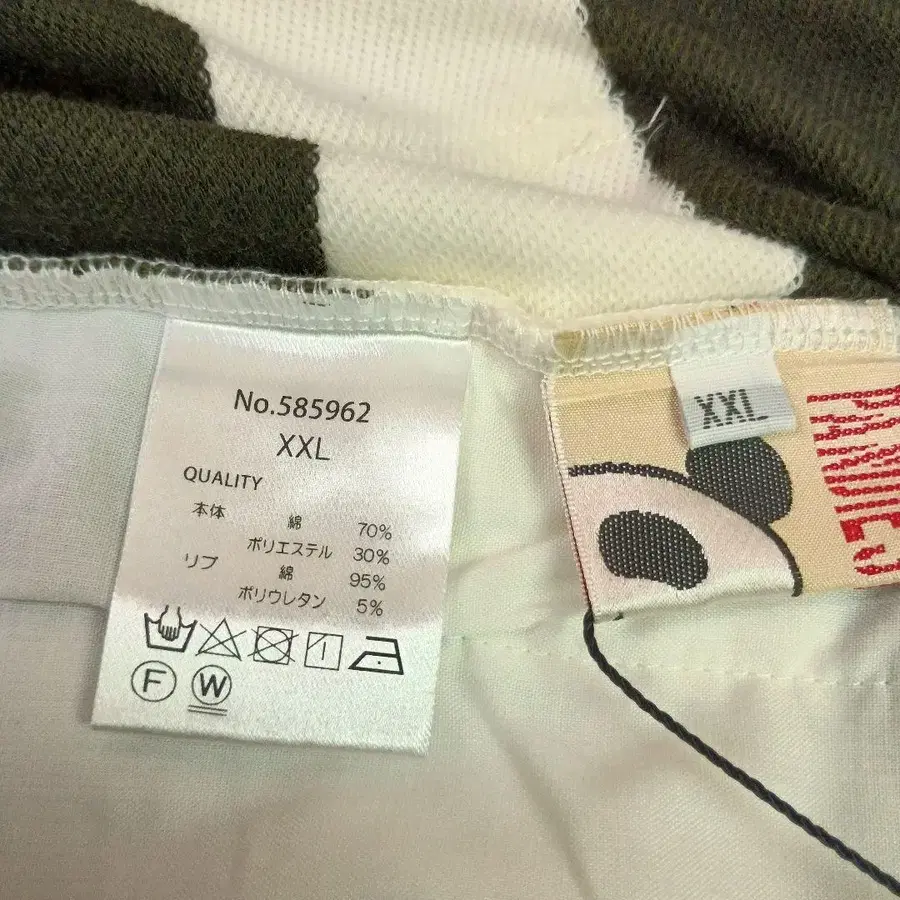 No.585962
XXL
QUALITY
本体 綿 70%
ポリエステル 30%
リブ 綿 95%
ポリウレタン 5%
F W
XXL